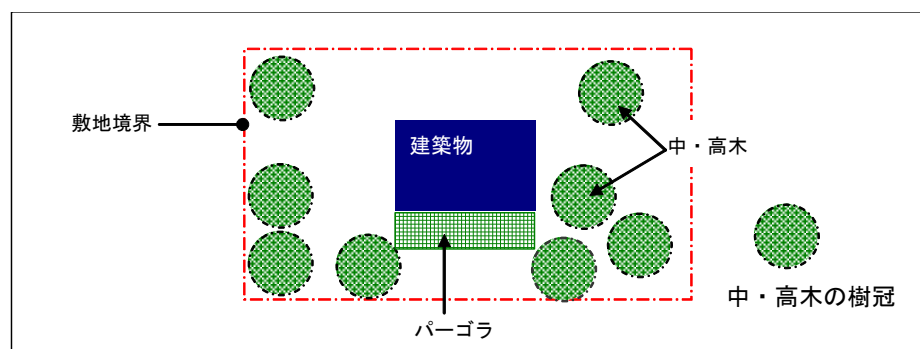 敷地境界
建築物
中・高木
中・高木の樹冠
パーゴラ